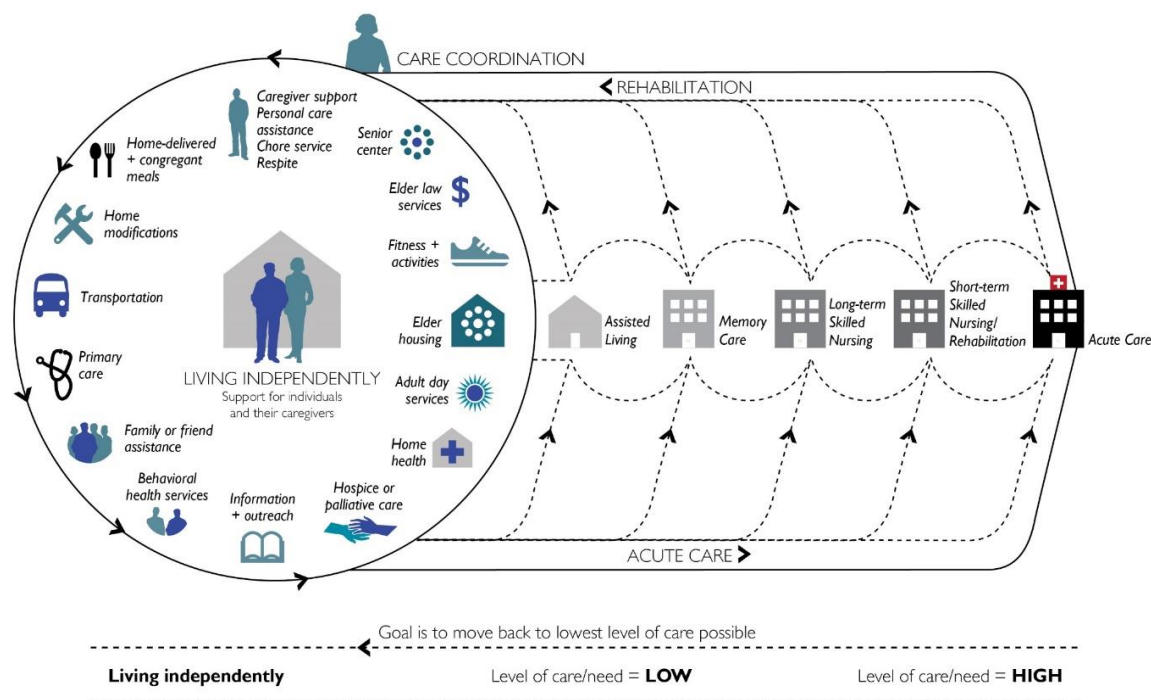 CARE COORDINATION
REHABILITATION
Caregiver support
Personal care
assistance
Chore service
Respite
Senior
center
Home-delivered
+ congregant
meals
Elder law
services
$
Home
modifications
Fitness +
activities
Transportation
Elder
housing
Assisted
Living
Memory
Care
Long-term
Skilled
Nursing
Short-term
Skilled
Nursing/
Rehabilitation
Acute Care
Primary
care
LIVING INDEPENDENTLY
Support for individuals
and their caregivers
Adult day
services
Family or friend
assistance
Home
health
Behavioral
health services
Information
+ outreach
Hospice or
palliative care
ACUTE CARE
Goal is to move back to lowest level of care possible
Living independently
Level of care/need = LOW
Level of care/need = HIGH